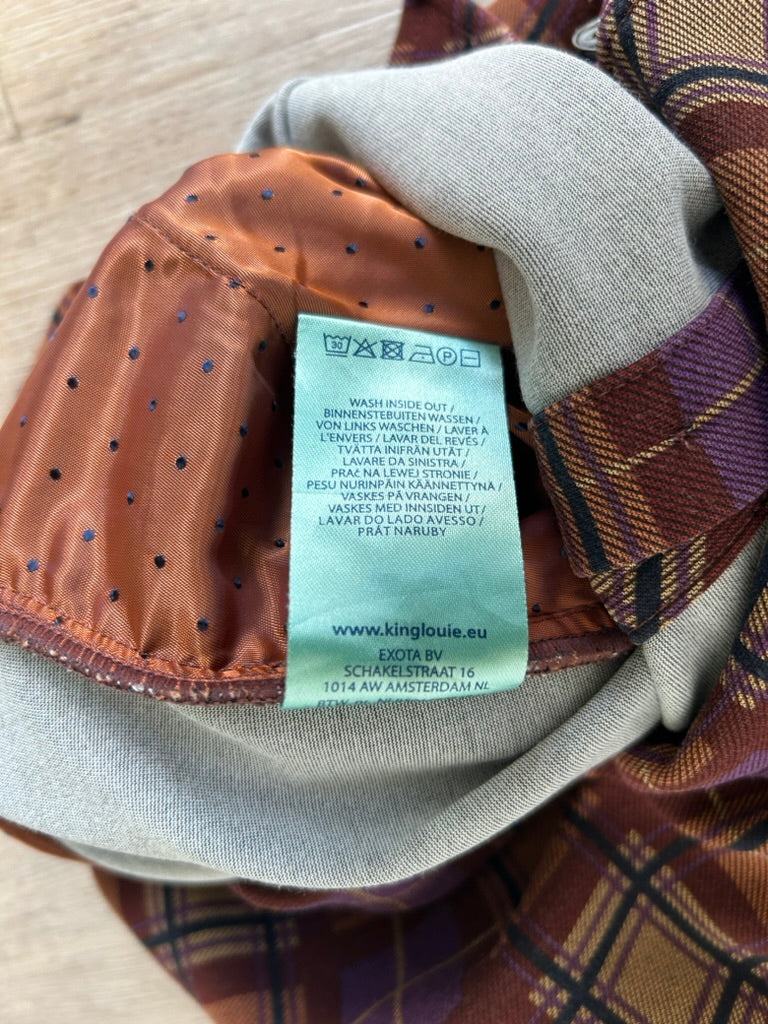 30
P
WASH INSIDE OUT /
BINNENSTEBUITEN WASSEN /
VON LINKS WASCHEN / LAVER À
L'ENVERS / LAVAR DEL REVÉS /
TVÄTTA INIFRÅN UTÅT /
LAVARE DA SINISTRA /
PRAĆ NA LEWEJ STRONIE /
PESU NURINPÄIN KÄÄNNETTYNÄ /
VASKES PÅ VRANGEN /
VASKES MED INNSIDEN UT /
LAVAR DO LADO AVESSO /
PRÁT NARUBY
www.kinglouie.eu
EXOTA BV
SCHAKELSTRAAT 16
1014 AW AMSTERDAM NL